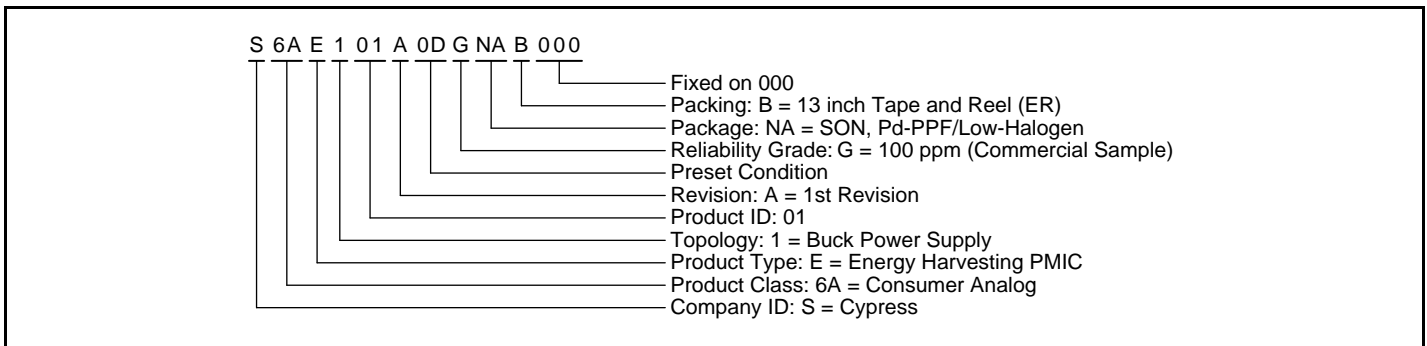 S 6A E 1 01 A 0D G NA B 000
Fixed on 000
Packing: B = 13 inch Tape and Reel (ER)
Package: NA = SON, Pd-PPF/Low-Halogen
Reliability Grade: G = 100 ppm (Commercial Sample)
Preset Condition
Revision: A = 1st Revision
Product ID: 01
Topology: 1 = Buck Power Supply
Product Type: E = Energy Harvesting PMIC
Product Class: 6A = Consumer Analog
Company ID: S = Cypress